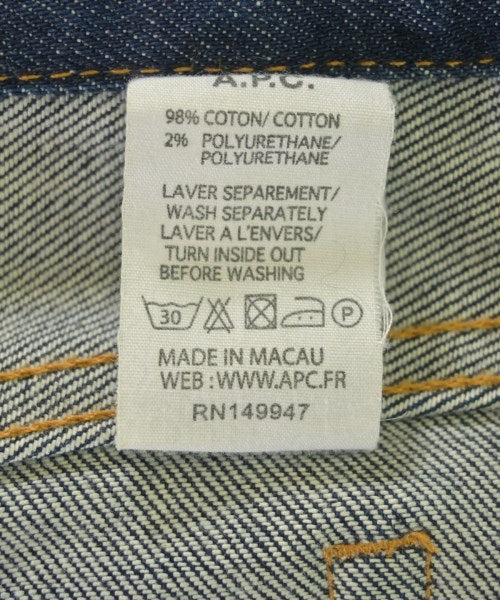 A.P.C.
98% COTON/ COTTON
2% POLYURETHANE/
POLYURETHANE
LAVER SEPAREMENT/
WASH SEPARATELY
LAVER A L'ENVERS/
TURN INSIDE OUT
BEFORE WASHING
30 P
MADE IN MACAU
WEB : WWW.APC.FR
RN149947